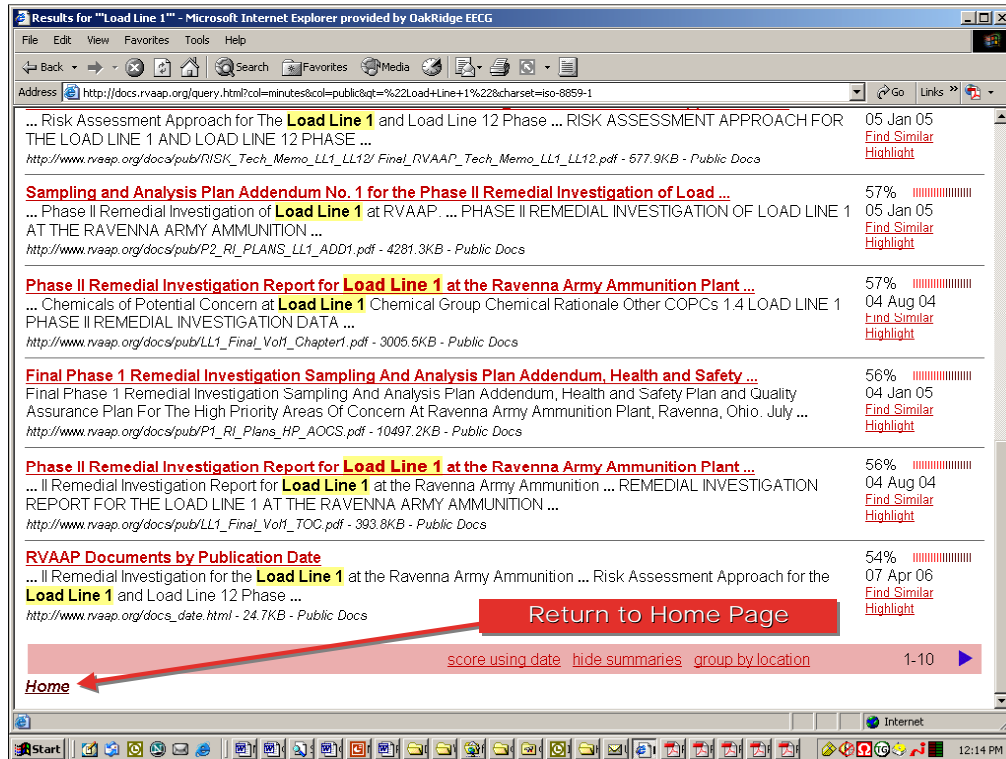 Results for ""Load Line 1"" - Microsoft Internet Explorer provided by OakRidge EECG
File Edit View Favorites Tools Help
Back Search Favorites Media
Address http://docs.rvaap.org/query.html?col=minutes&col=public&qt=%22Load+Line+1%22&charset=iso-8859-1 Go Links »
... Risk Assessment Approach for The Load Line 1 and Load Line 12 Phase ... RISK ASSESSMENT APPROACH FOR 05 Jan 05
THE LOAD LINE 1 AND LOAD LINE 12 PHASE ... Find Similar
http://www.rvaap.org/docs/pub/RISK_Tech_Memo_LL1_LL12/ Final_RVAAP_Tech_Memo_LL1_LL12.pdf - 577.9KB - Public Docs Highlight
Sampling and Analysis Plan Addendum No. 1 for the Phase II Remedial Investigation of Load ... 57%
... Phase II Remedial Investigation of Load Line 1 at RVAAP. ... PHASE II REMEDIAL INVESTIGATION OF LOAD LINE 1 05 Jan 05
AT THE RAVENNA ARMY AMMUNITION ... Find Similar
http://www.rvaap.org/docs/pub/P2_RI_PLANS_LL1_ADD1.pdf - 4281.3KB - Public Docs Highlight
Phase II Remedial Investigation Report for Load Line 1 at the Ravenna Army Ammunition Plant ... 57%
... Chemicals of Potential Concern at Load Line 1 Chemical Group Chemical Rationale Other COPCs 1.4 LOAD LINE 1 04 Aug 04
PHASE II REMEDIAL INVESTIGATION DATA ... Find Similar
http://www.rvaap.org/docs/pub/LL1_Final_Vol1_Chapter1.pdf - 3005.5KB - Public Docs Highlight
Final Phase 1 Remedial Investigation Sampling And Analysis Plan Addendum, Health and Safety ... 56%
Final Phase 1 Remedial Investigation Sampling And Analysis Plan Addendum, Health and Safety Plan and Quality 04 Jan 05
Assurance Plan For The High Priority Areas Of Concern At Ravenna Army Ammunition Plant, Ravenna, Ohio. July ... Find Similar
http://www.rvaap.org/docs/pub/P1_RI_Plans_HP_AOCS.pdf - 10497.2KB - Public Docs Highlight
Phase II Remedial Investigation Report for Load Line 1 at the Ravenna Army Ammunition Plant ... 56%
... II Remedial Investigation Report for Load Line 1 at the Ravenna Army Ammunition ... REMEDIAL INVESTIGATION 04 Aug 04
REPORT FOR THE LOAD LINE 1 AT THE RAVENNA ARMY AMMUNITION ... Find Similar
http://www.rvaap.org/docs/pub/LL1_Final_Vol1_TOC.pdf - 393.8KB - Public Docs Highlight
RVAAP Documents by Publication Date 54%
... II Remedial Investigation for the Load Line 1 at the Ravenna Army Ammunition ... Risk Assessment Approach for the 07 Apr 06
Load Line 1 and Load Line 12 Phase ... Find Similar
http://www.rvaap.org/docs_date.html - 24.7KB - Public Docs Highlight
Return to Home Page
score using date hide summaries group by location 1-10
Home
Internet
Start 12:14 PM